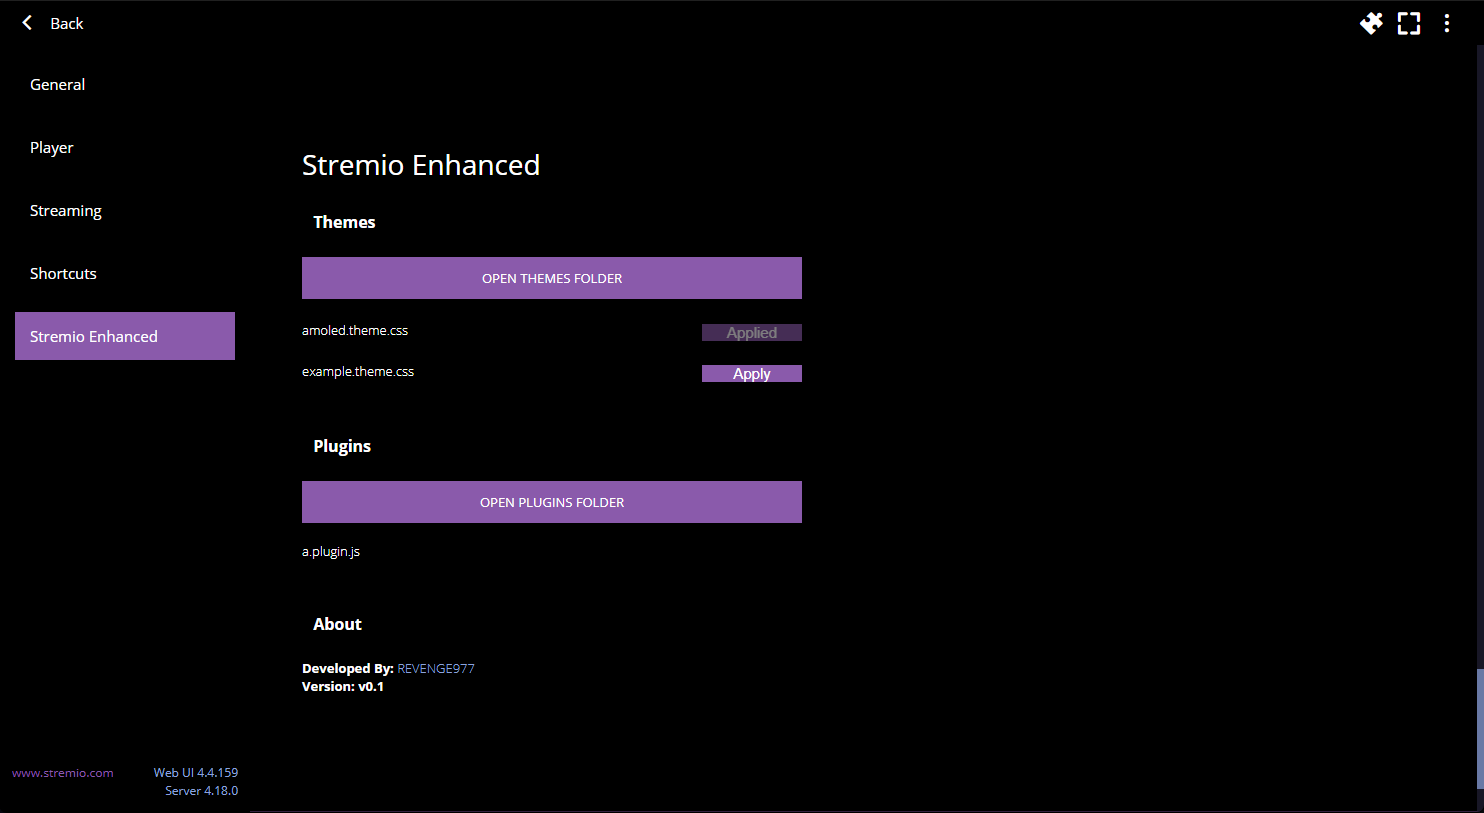 Back
General
Player
Streaming
Shortcuts
Stremio Enhanced
Stremio Enhanced
Themes
OPEN THEMES FOLDER
amoled.theme.css Applied
example.theme.css Apply
Plugins
OPEN PLUGINS FOLDER
a.plugin.js
About
Developed By: REVENGE977
Version: v0.1
www.stremio.com Web UI 4.4.159
Server 4.18.0